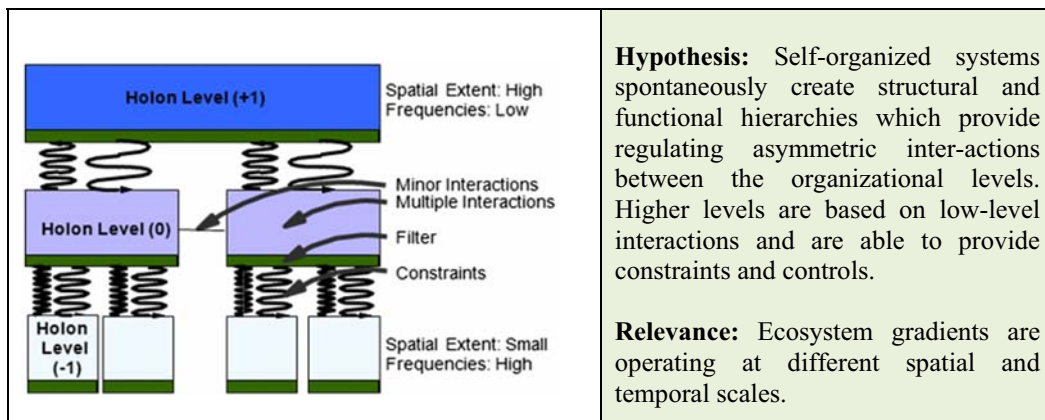 Holon Level (+1)
Spatial Extent: High
Frequencies: Low
Minor Interactions
Multiple Interactions
Holon Level (0)
Filter
Constraints
Holon
Level
(-1)
Spatial Extent: Small
Frequencies: High
Hypothesis: Self-organized systems
spontaneously create structural and
functional hierarchies which provide
regulating asymmetric inter-actions
between the organizational levels.
Higher levels are based on low-level
interactions and are able to provide
constraints and controls.
Relevance: Ecosystem gradients are
operating at different spatial and
temporal scales.